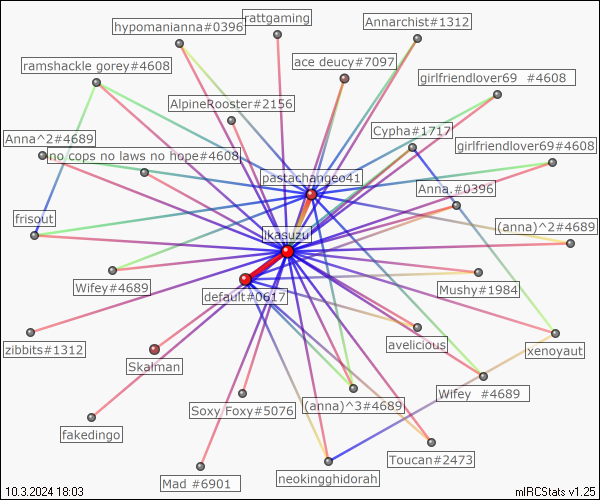 rattgaming
Annarchist#1312
hypomanianna#0396
ace deucy#7097
ramshackle gorey#4608
girlfriendlover69 #4608
AlpineRooster#2156
Cypha#1717
Anna^2#4689
girlfriendlover69#4608
no cops no laws no hope#4608
pastachangeo41
Anna.#0396
frisout
(anna)^2#4689
jkasuzu
Wifey#4689
default#0617
Mushy#1984
zibbits#1312
avelicious
xenoyaut
Skalman
Wifey #4689
Soxy Foxy#5076
(anna)^3#4689
fakedingo
Toucan#2473
Mad #6901
neokingghidorah
10.3.2024 18:03
mIRCStats v1.25